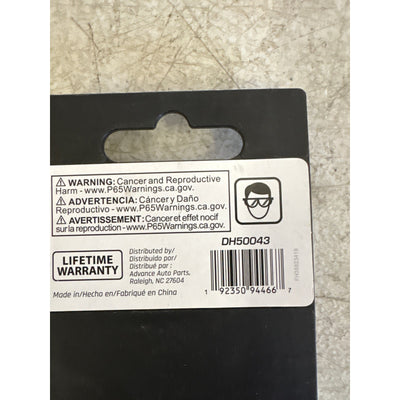 ⚠ WARNING: Cancer and Reproductive
Harm - www.P65Warnings.ca.gov.
⚠ ADVERTENCIA: Cáncer y Daño
Reproductivo - www.P65Warnings.ca.gov.
⚠ AVERTISSEMENT: Cancer et effet nocif
sur la reproduction - www.P65Warnings.ca.gov.
LIFETIME
WARRANTY
Distributed by/
Distribuido por/
Distribué par :
Advance Auto Parts,
Raleigh, NC 27604
Made in/Hecho en/Fabriqué en China
DH50043
1 92350 94466 7